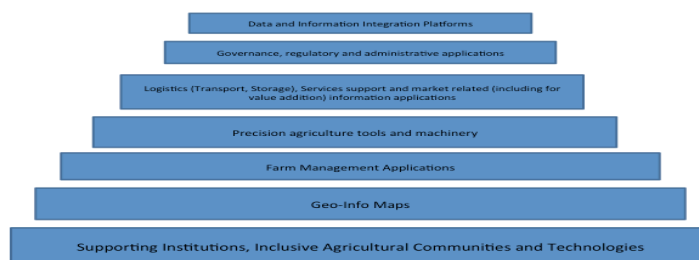 Data and Information Integration Platforms
Governance, regulatory and administrative applications
Logistics (Transport, Storage), Services support and market related (including for
value addition) information applications
Precision agriculture tools and machinery
Farm Management Applications
Geo-Info Maps
Supporting Institutions, Inclusive Agricultural Communities and Technologies